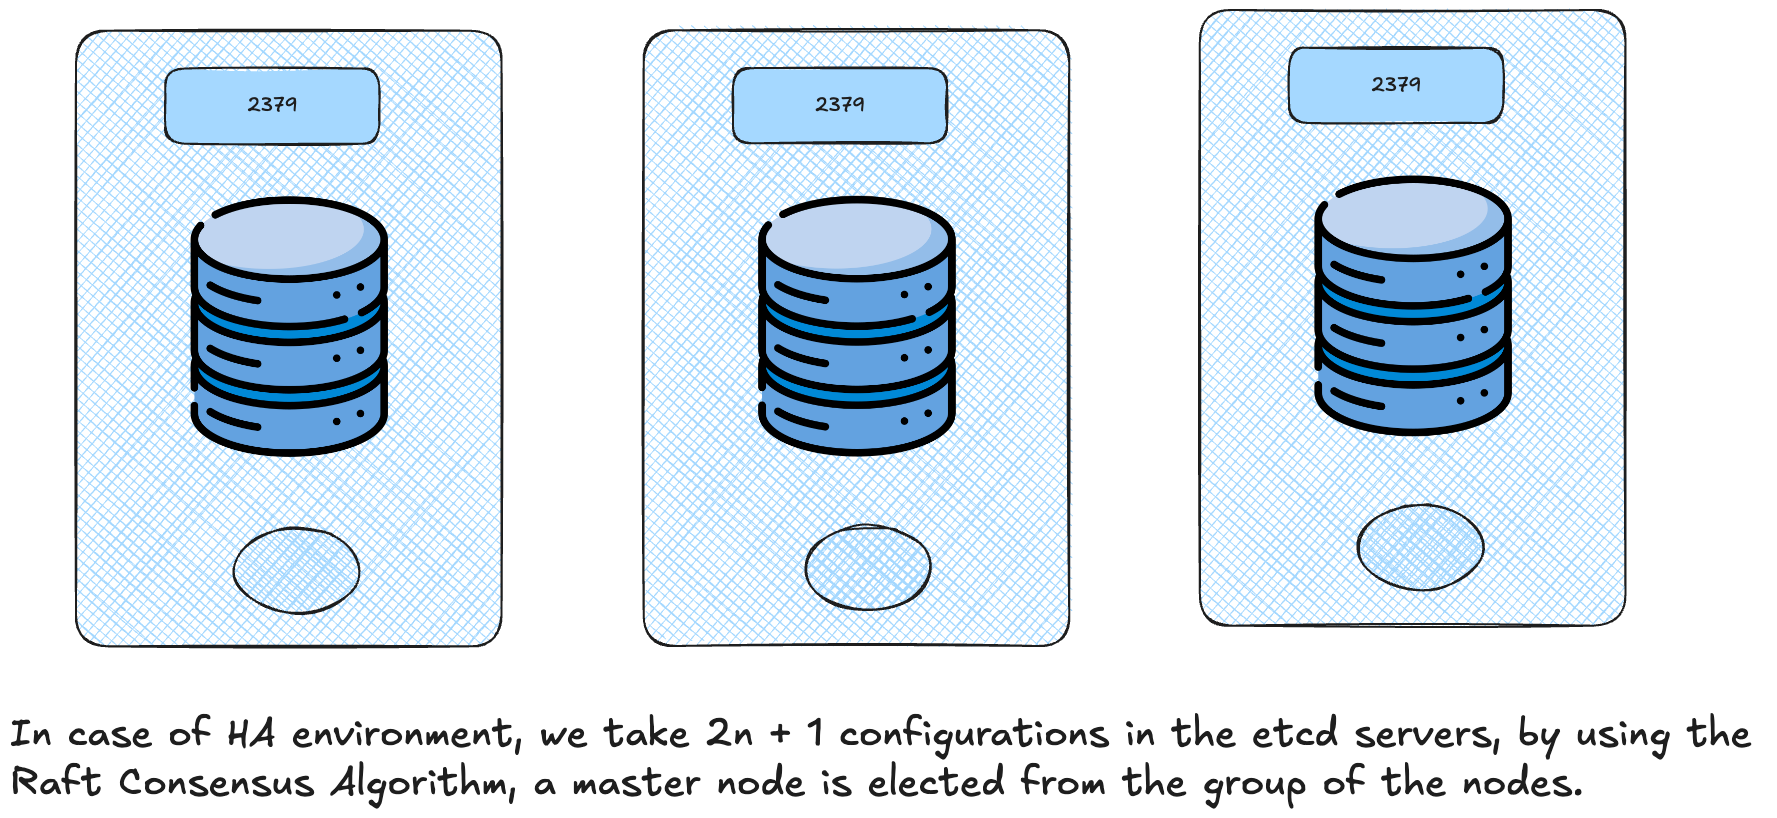 2379
2379
2379
In case of HA environment, we take 2n + 1 configurations in the etcd servers, by using the
Raft Consensus Algorithm, a master node is elected from the group of the nodes.